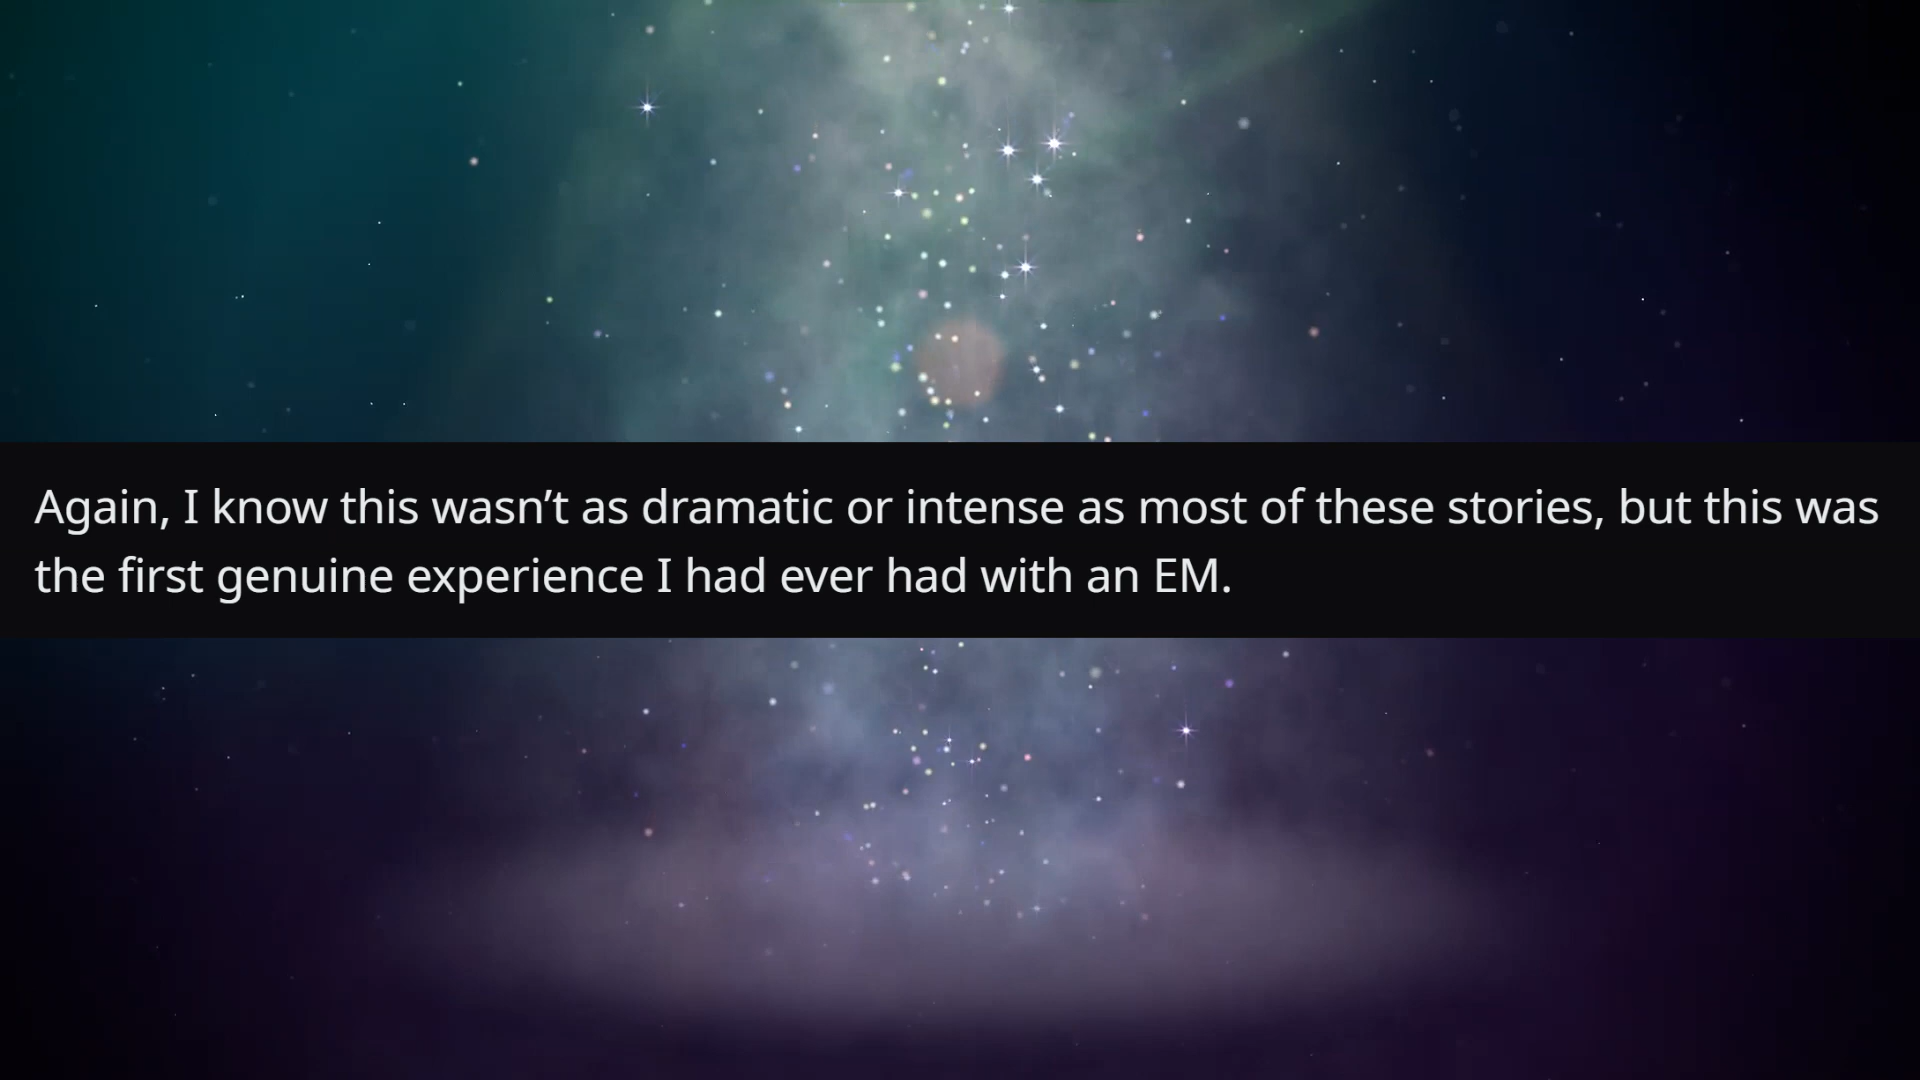 Again, I know this wasn’t as dramatic or intense as most of these stories, but this was
the first genuine experience I had ever had with an EM.